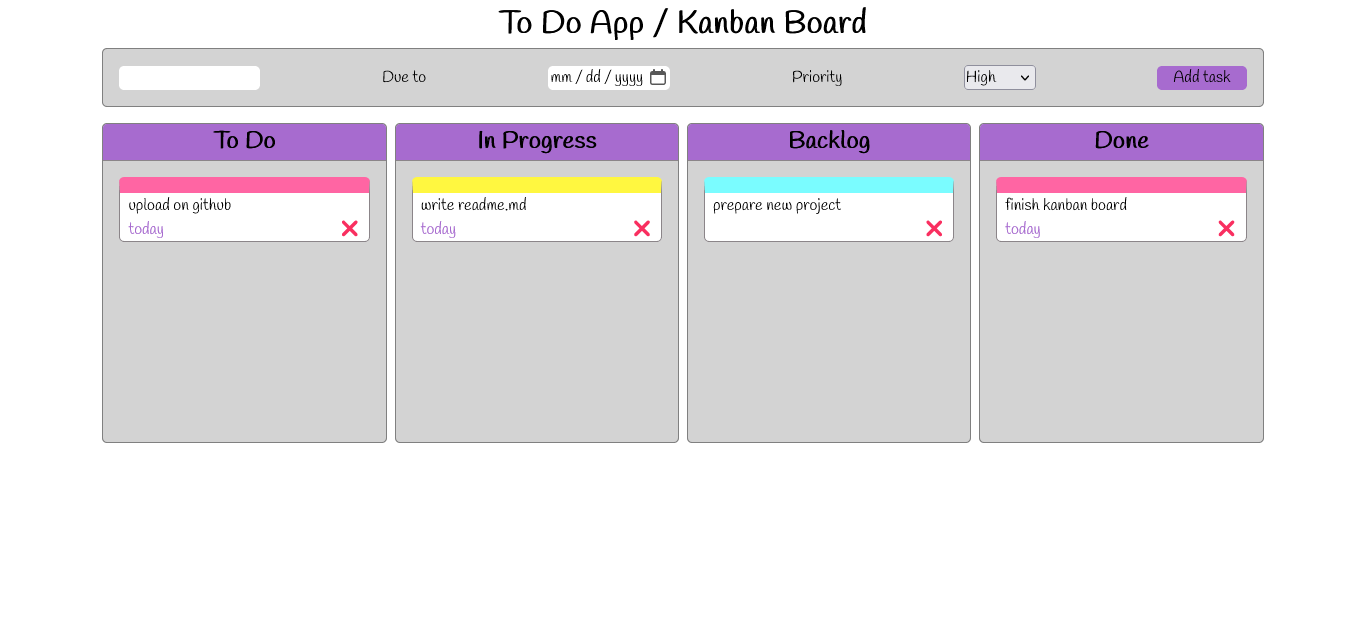 To Do App / Kanban Board
Due to
mm / dd / yyyy
Priority
High
Add task
To Do
upload on github
today
In Progress
write readme.md
today
Backlog
prepare new project
Done
finish kanban board
today